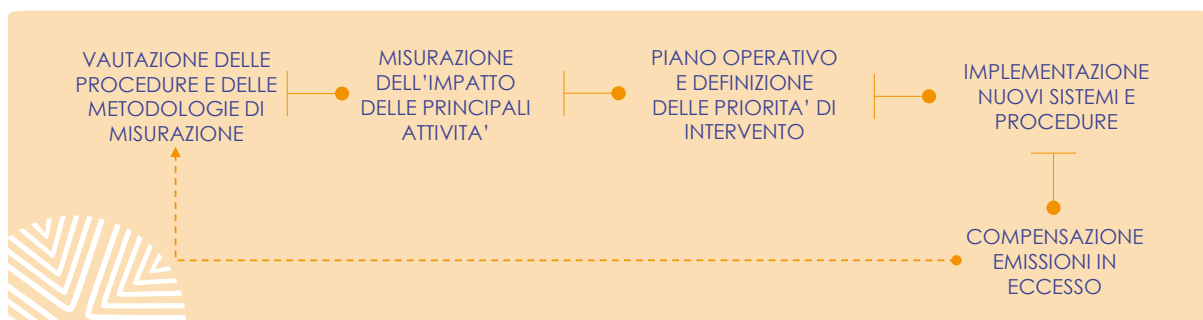 VAUTAZIONE DELLE
PROCEDURE E DELLE
METODOLOGIE DI
MISURAZIONE
MISURAZIONE
DELL'IMPATTO
DELLE PRINCIPALI
ATTIVITA'
PIANO OPERATIVO
E DEFINIZIONE
DELLE PRIORITA' DI
INTERVENTO
IMPLEMENTAZIONE
NUOVI SISTEMI E
PROCEDURE
COMPENSAZIONE
EMISSIONI IN
ECCESSO